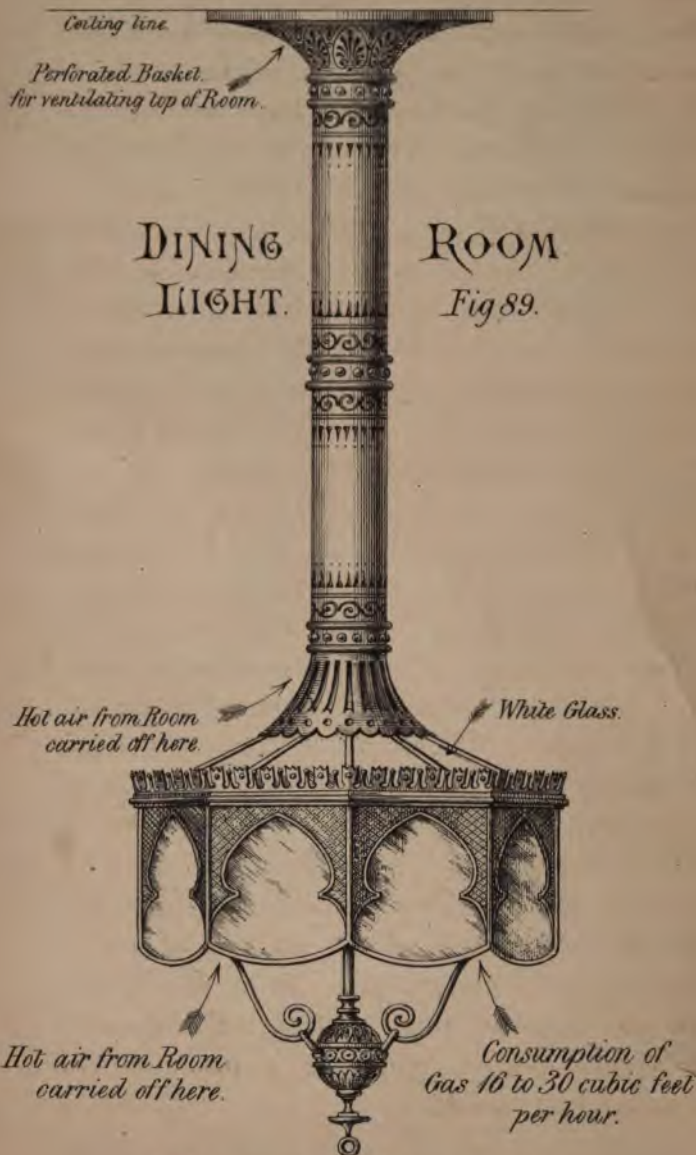 Ceiling line.
Perforated Basket.
for ventilating top of Room.
DINING ROOM
LIGHT. Fig 89.
Hot air from Room
carried off here.
White Glass.
Hot air from Room
carried off here.
Consumption of
Gas 16 to 30 cubic feet
per hour.